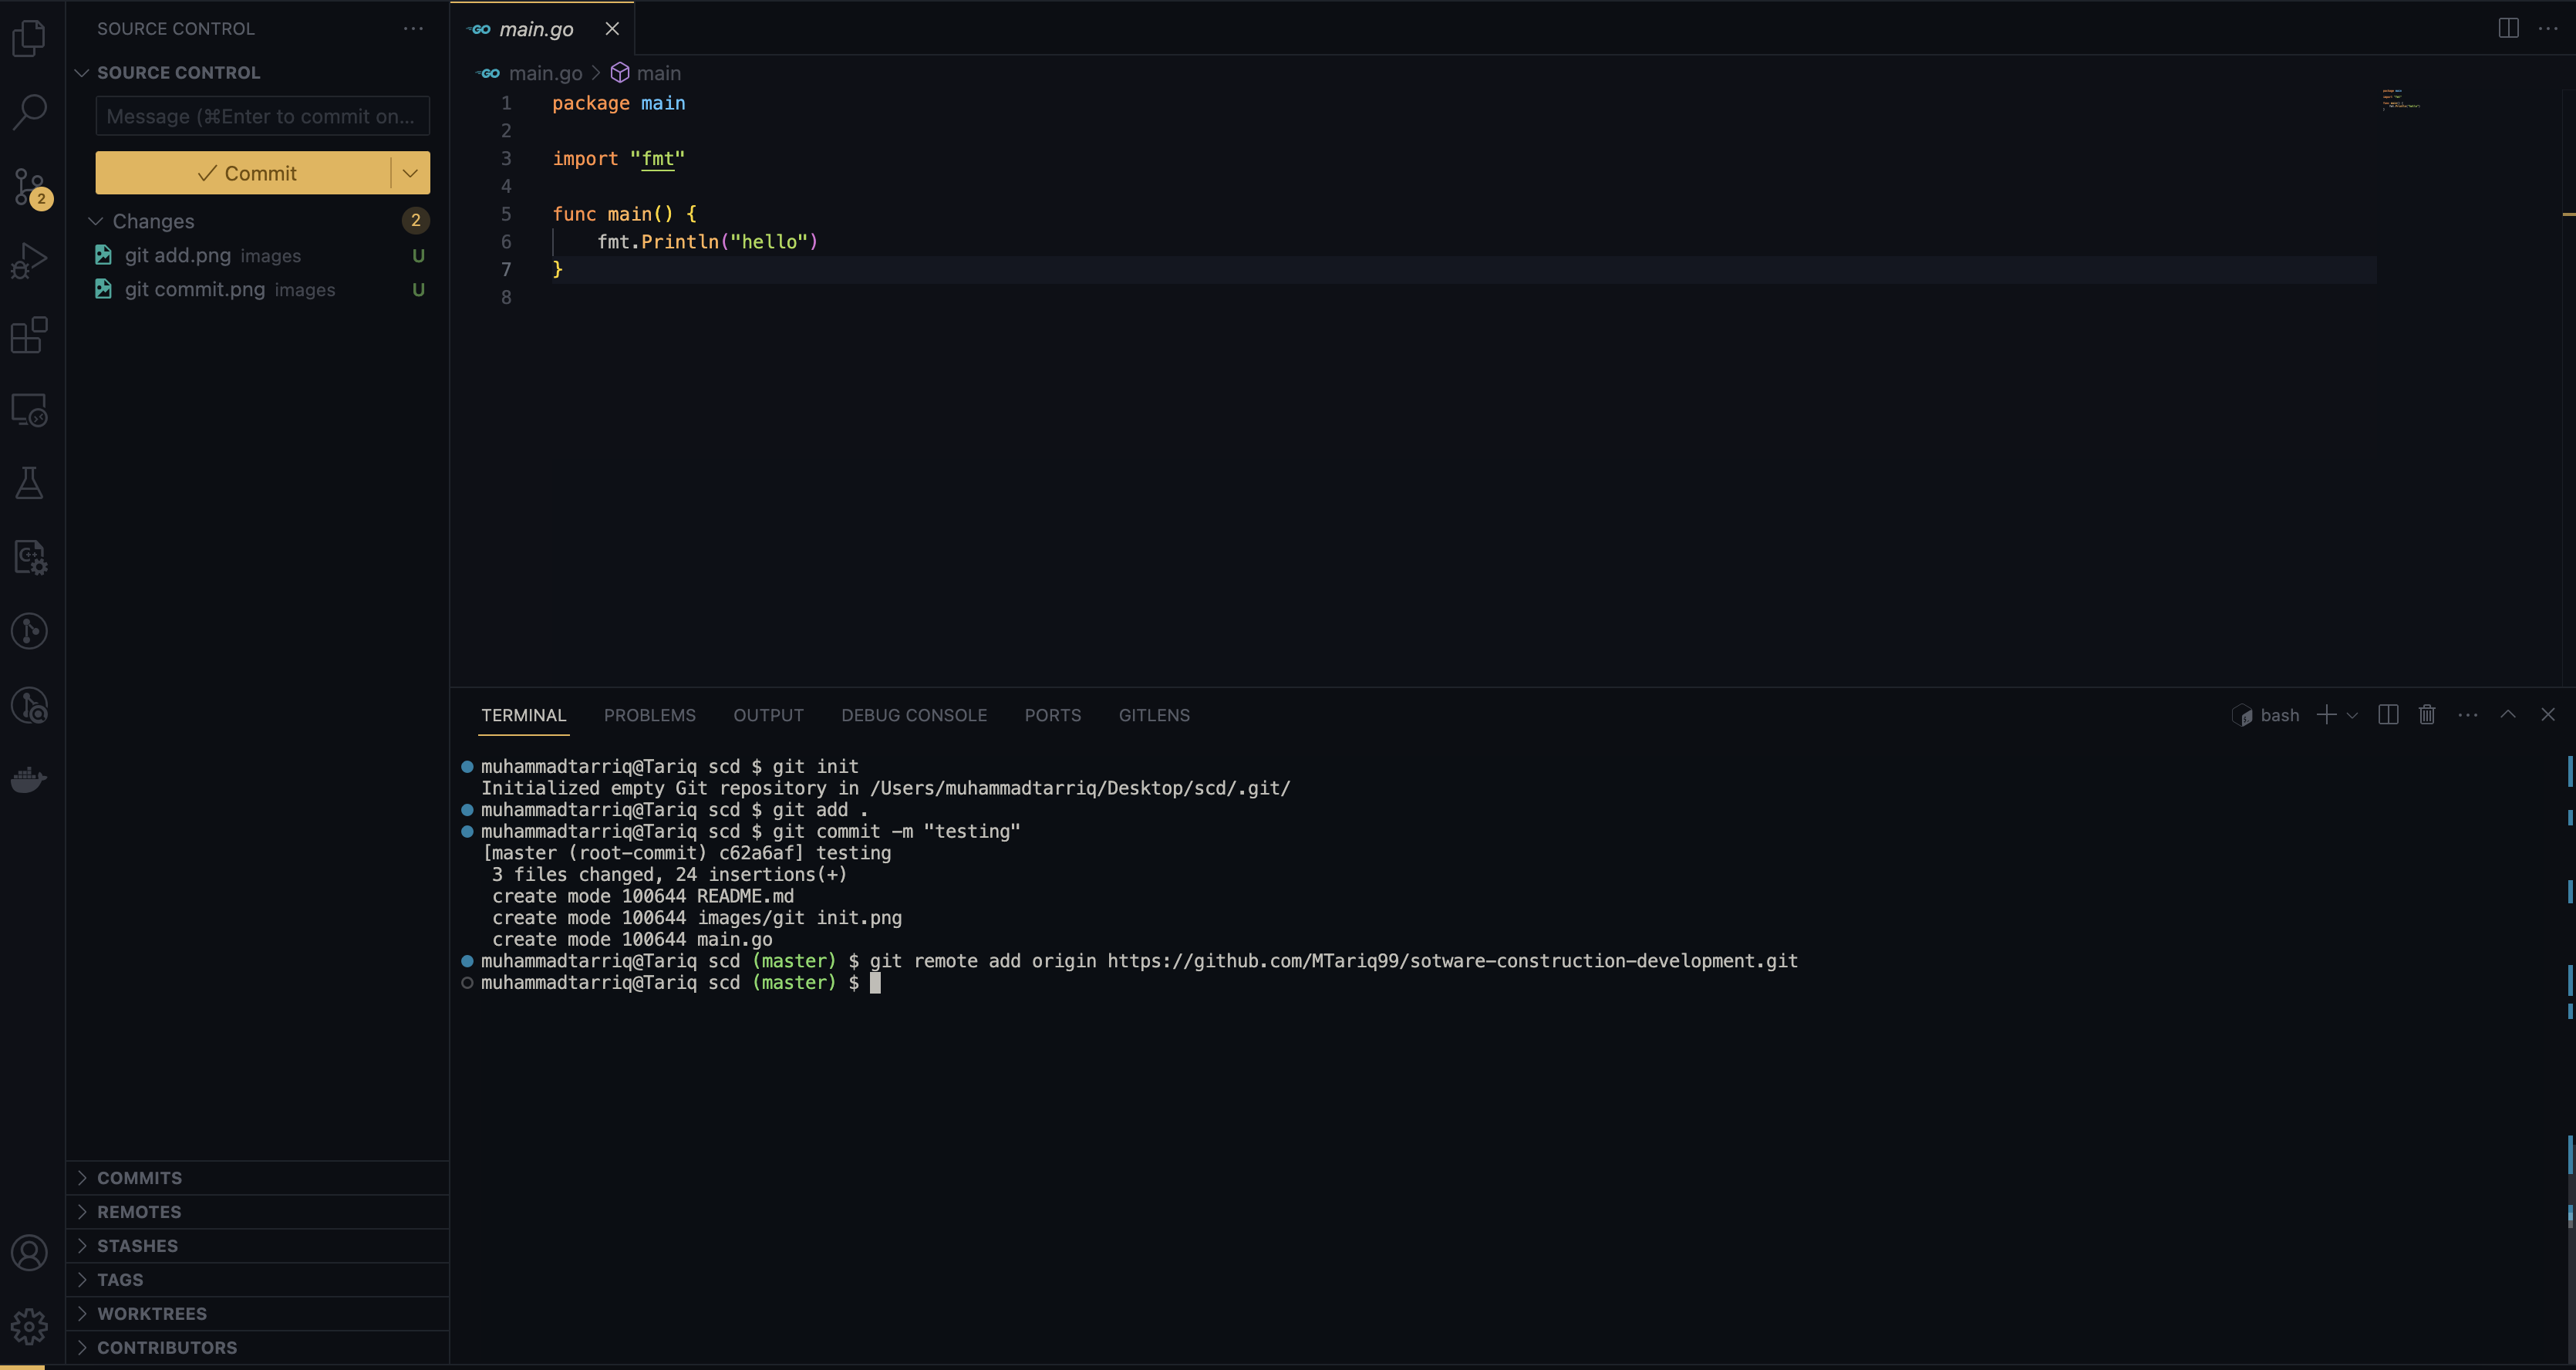 SOURCE CONTROL
SOURCE CONTROL
Message (⌘Enter to commit on...
Commit
2
Changes 2
git add.png images U
git commit.png images U
COMMITS
REMOTES
STASHES
TAGS
WORKTREES
CONTRIBUTORS
GO main.go
GO main.go > main
1 package main
2
3 import "fmt"
4
5 func main() {
6 fmt.Println("hello")
7 }
8
TERMINAL PROBLEMS OUTPUT DEBUG CONSOLE PORTS GITLENS
bash
muhammadtarriq@Tariq scd $ git init
Initialized empty Git repository in /Users/muhammadtarriq/Desktop/scd/.git/
muhammadtarriq@Tariq scd $ git add .
muhammadtarriq@Tariq scd $ git commit -m "testing"
[master (root-commit) c62a6af] testing
3 files changed, 24 insertions(+)
create mode 100644 README.md
create mode 100644 images/git init.png
create mode 100644 main.go
muhammadtarriq@Tariq scd (master) $ git remote add origin https://github.com/MTariq99/sotware-construction-development.git
muhammadtarriq@Tariq scd (master) $